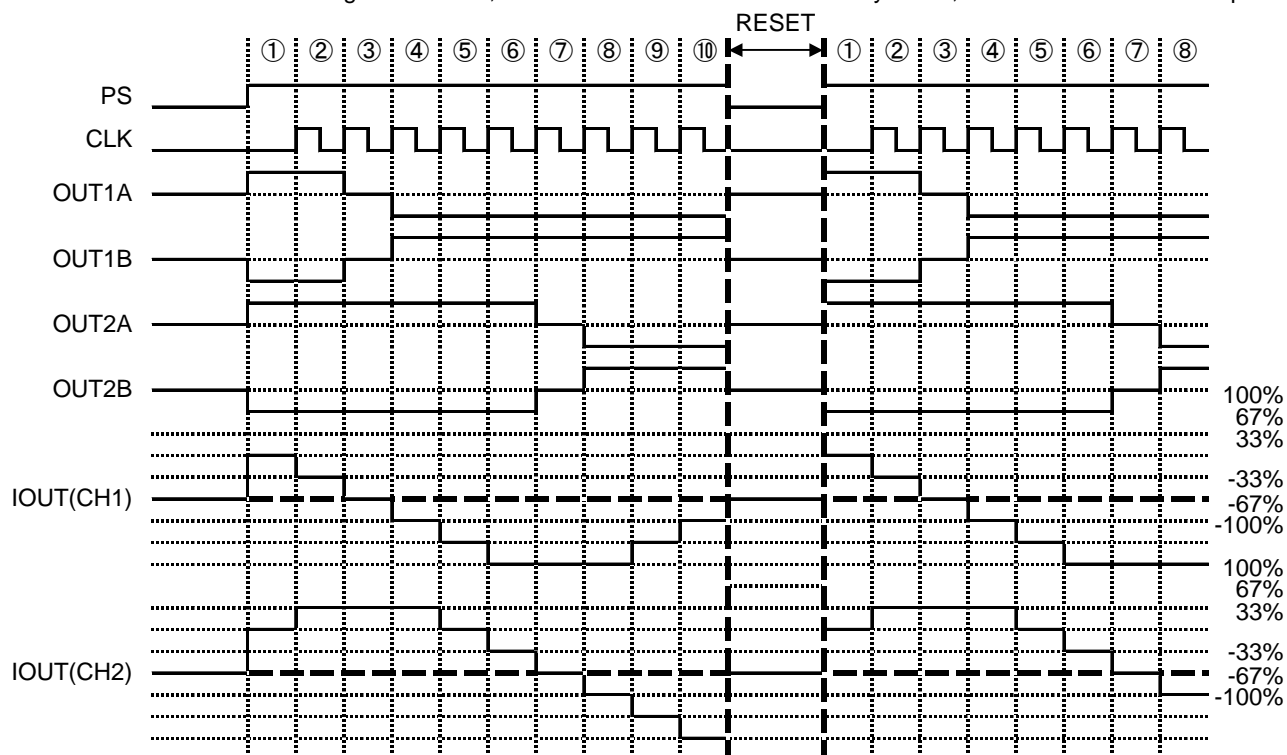 RESET
① ② ③ ④ ⑤ ⑥ ⑦ ⑧ ⑨ ⑩ ① ② ③ ④ ⑤ ⑥ ⑦ ⑧
PS
CLK
OUT1A
OUT1B
OUT2A
OUT2B
100%
67%
33%
-33%
IOUT(CH1)
-67%
-100%
100%
67%
33%
-33%
IOUT(CH2)
-67%
-100%